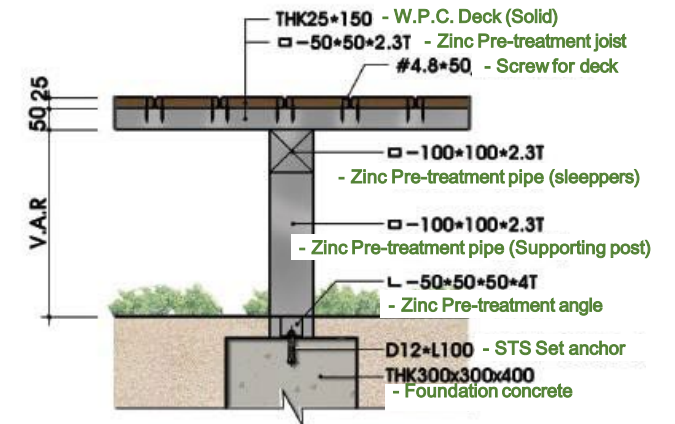 THK25*150 - W.P.C. Deck (Solid)
□-50*50*2.3T - Zinc Pre-treatment joist
#4.8*50 - Screw for deck
50 25
□-100*100*2.3T
- Zinc Pre-treatment pipe (sleeppers)
V.A.R
□-100*100*2.3T
- Zinc Pre-treatment pipe (Supporting post)
L-50*50*50*4T
- Zinc Pre-treatment angle
D12*L100 - STS Set anchor
THK300x300x400
- Foundation concrete